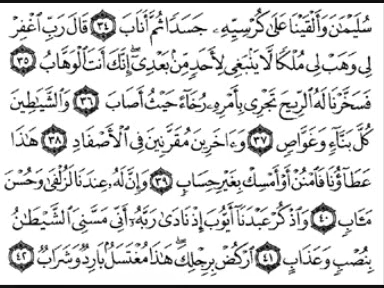 سُلَيْمَٰنَ وَأَلْقَيْنَا عَلَىٰ كُرْسِيِّهِۦ جَسَدًا ثُمَّ أَنَابَ ۝٣٤ قَالَ رَبِّ ٱغْفِرْ
لِى وَهَبْ لِى مُلْكًا لَّا يَنۢبَغِى لِأَحَدٍ مِّنۢ بَعْدِىٓ ۖ إِنَّكَ أَنتَ ٱلْوَهَّابُ ۝٣٥
فَسَخَّرْنَا لَهُ ٱلرِّيحَ تَجْرِى بِأَمْرِهِۦ رُخَآءً حَيْثُ أَصَابَ ۝٣٦ وَٱلشَّيَٰطِينَ
كُلَّ بَنَّآءٍ وَغَوَّاصٍ ۝٣٧ وَءَاخَرِينَ مُقَرَّنِينَ فِى ٱلْأَصْفَادِ ۝٣٨ هَٰذَا
عَطَآؤُنَا فَٱمْنُنْ أَوْ أَمْسِكْ بِغَيْرِ حِسَابٍ ۝٣٩ وَإِنَّ لَهُۥ عِندَنَا لَزُلْفَىٰ وَحُسْنَ
مَـَٔابٍ ۝٤٠ وَٱذْكُرْ عَبْدَنَآ أَيُّوبَ إِذْ نَادَىٰ رَبَّهُۥٓ أَنِّى مَسَّنِىَ ٱلشَّيْطَٰنُ
بِنُصْبٍ وَعَذَابٍ ۝٤١ ٱرْكُضْ بِرِجْلِكَ ۖ هَٰذَا مُغْتَسَلٌۢ بَارِدٌ وَشَرَابٌ ۝٤٢